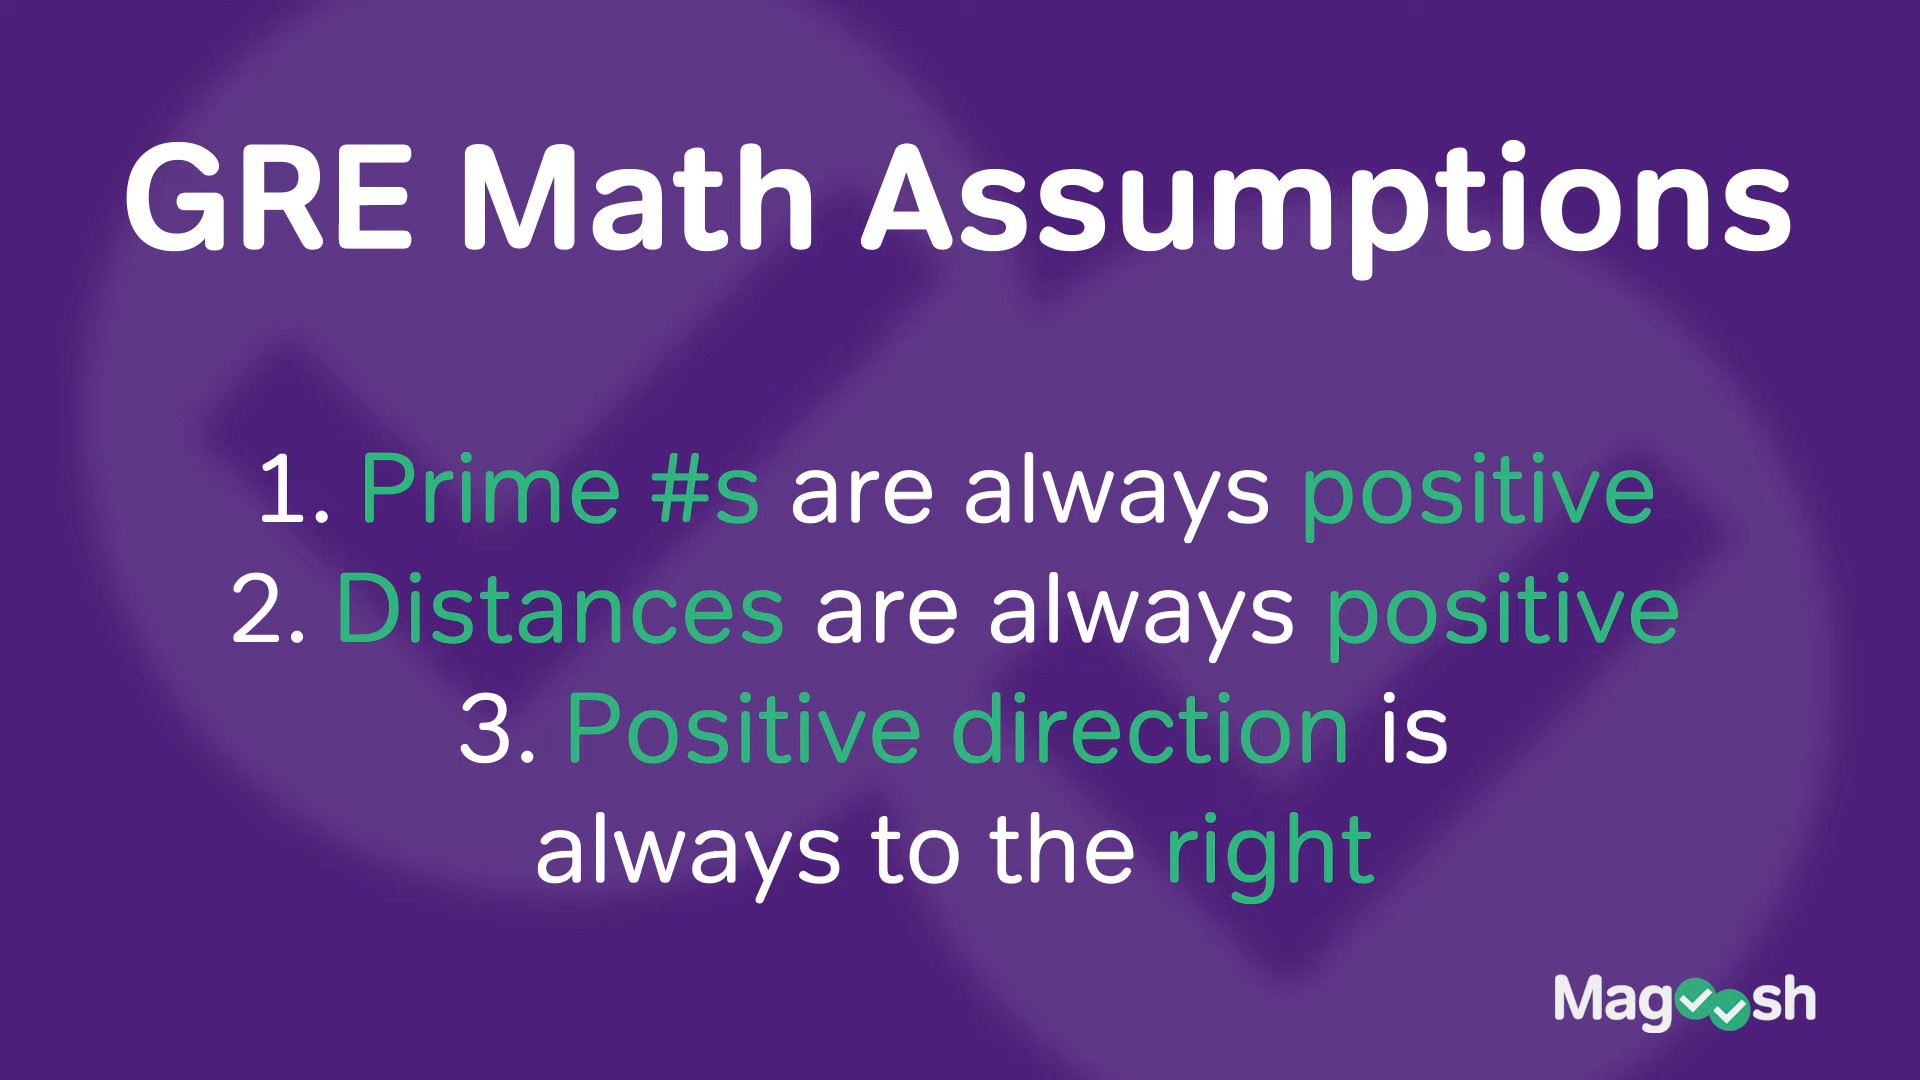 GRE Math Assumptions
1. Prime #s are always positive
2. Distances are always positive
3. Positive direction is
always to the right
Magoosh